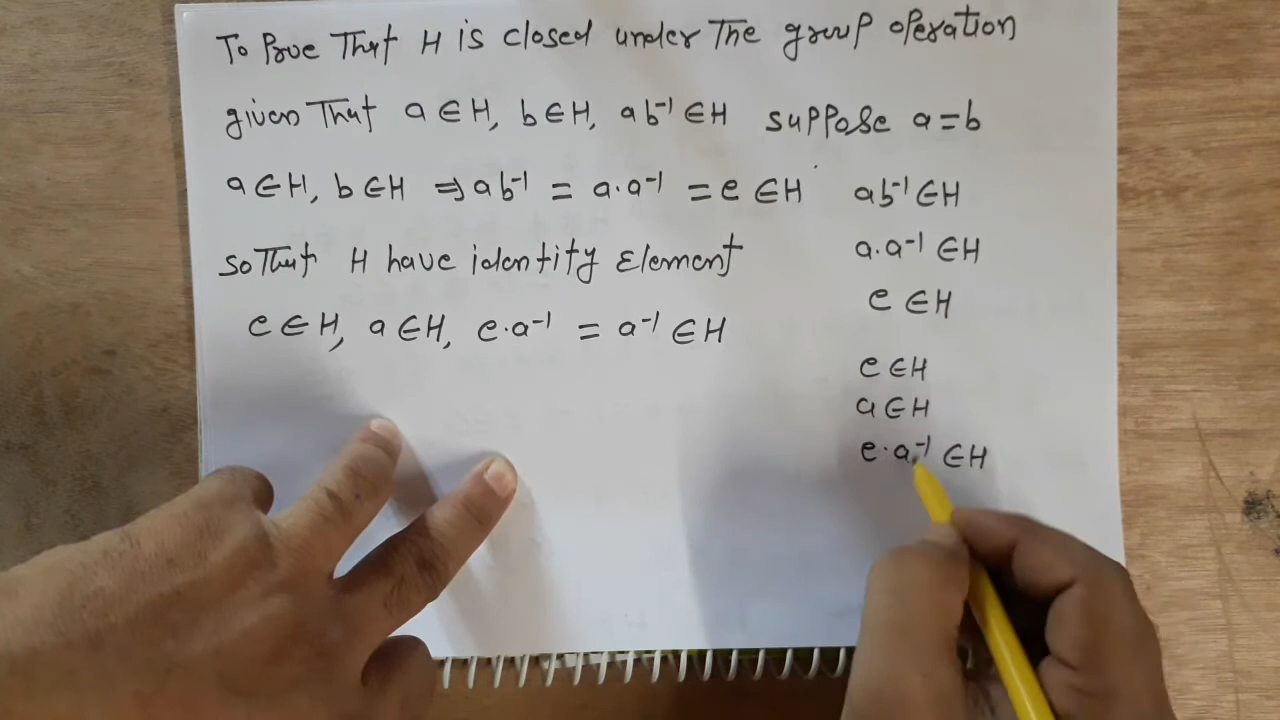 To Prove That H is closed under The group operation
given That a ∈ H, b ∈ H, ab⁻¹ ∈ H suppose a = b
a ∈ H, b ∈ H ⇒ ab⁻¹ = a·a⁻¹ = e ∈ H
ab⁻¹ ∈ H
a·a⁻¹ ∈ H
e ∈ H
so That H have identity Element
e ∈ H, a ∈ H, e·a⁻¹ = a⁻¹ ∈ H
e ∈ H
a ∈ H
e·a⁻¹ ∈ H